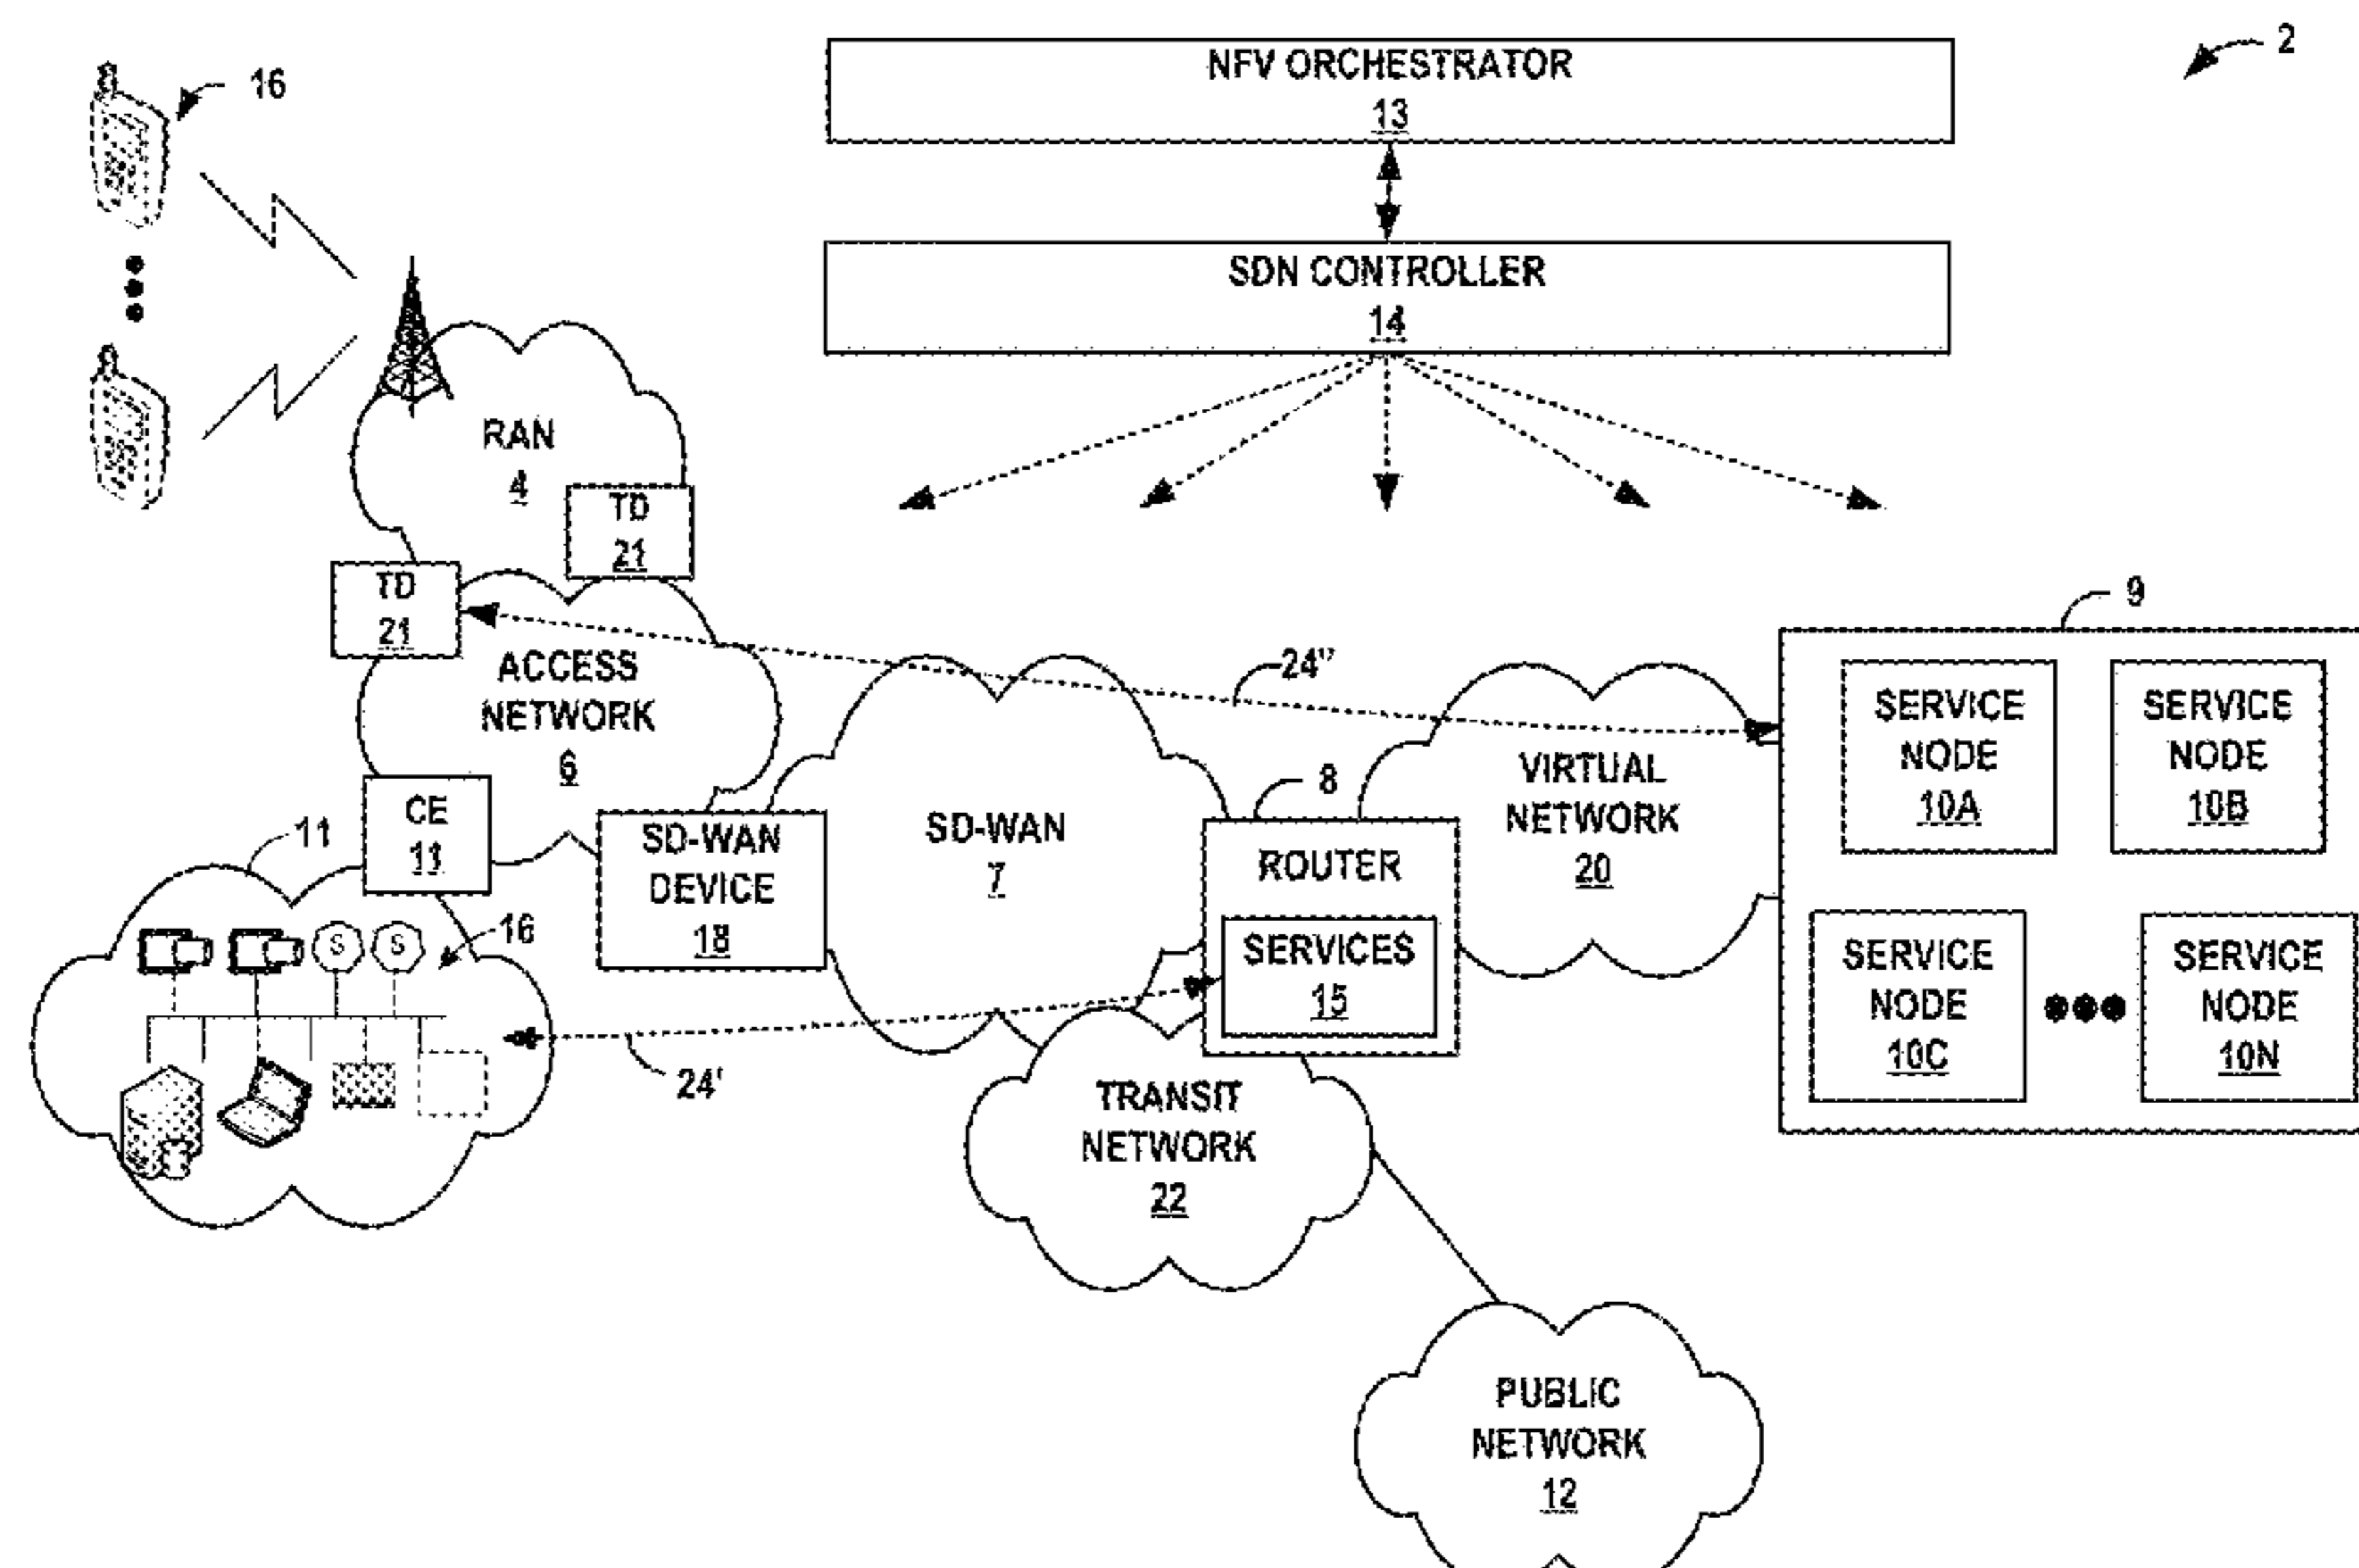 2
NFV ORCHESTRATOR
13
16
SDN CONTROLLER
14
RAN
4
TD
21
TD
21
9
ACCESS
NETWORK
6
24"
SERVICE
NODE
10A
SERVICE
NODE
10B
VIRTUAL
NETWORK
20
8
CE
11
11
SD-WAN
DEVICE
18
SD-WAN
7
ROUTER
SERVICES
15
16
S
S
SERVICE
NODE
10C
SERVICE
NODE
10N
24'
TRANSIT
NETWORK
22
PUBLIC
NETWORK
12